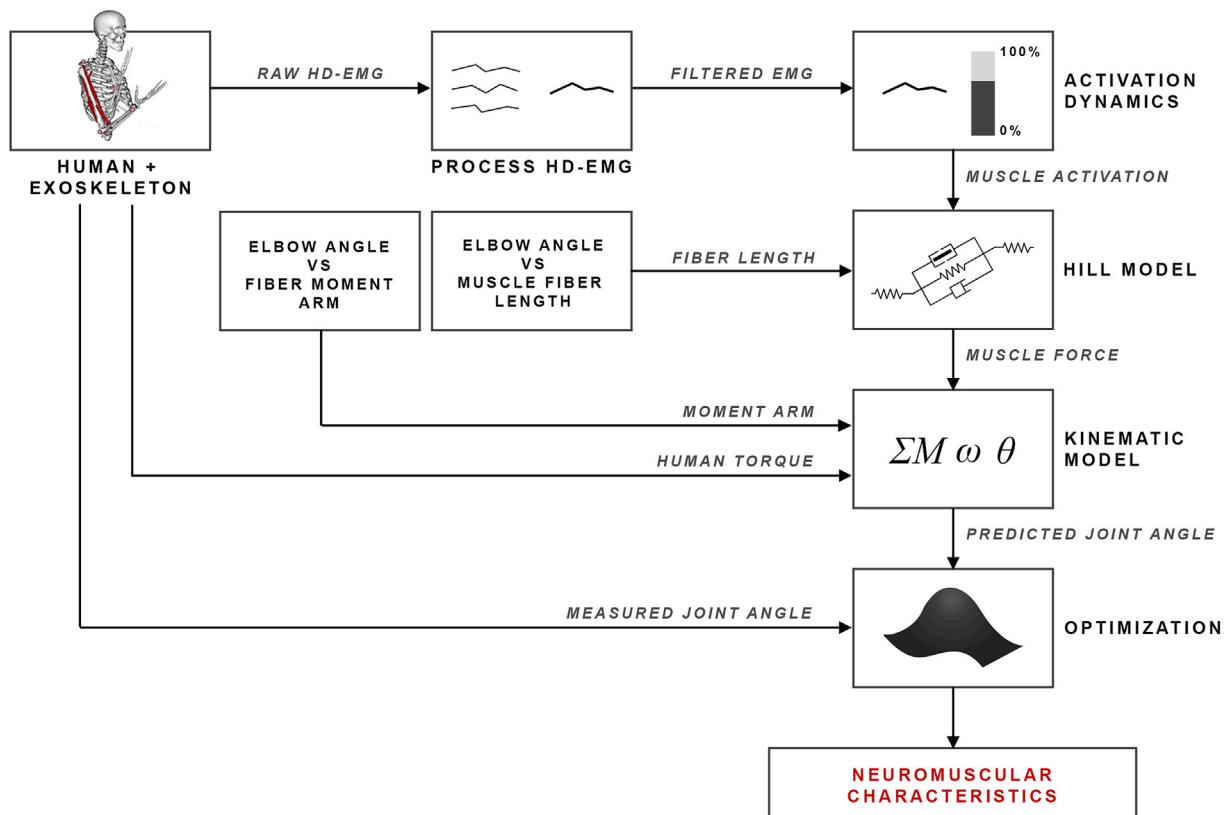 RAW HD-EMG
FILTERED EMG
100%
0%
ACTIVATION
DYNAMICS
HUMAN +
EXOSKELETON
PROCESS HD-EMG
MUSCLE ACTIVATION
ELBOW ANGLE
VS
FIBER MOMENT
ARM
ELBOW ANGLE
VS
MUSCLE FIBER
LENGTH
FIBER LENGTH
HILL MODEL
MUSCLE FORCE
MOMENT ARM
HUMAN TORQUE
ΣM ω θ
KINEMATIC
MODEL
PREDICTED JOINT ANGLE
MEASURED JOINT ANGLE
OPTIMIZATION
NEUROMUSCULAR
CHARACTERISTICS